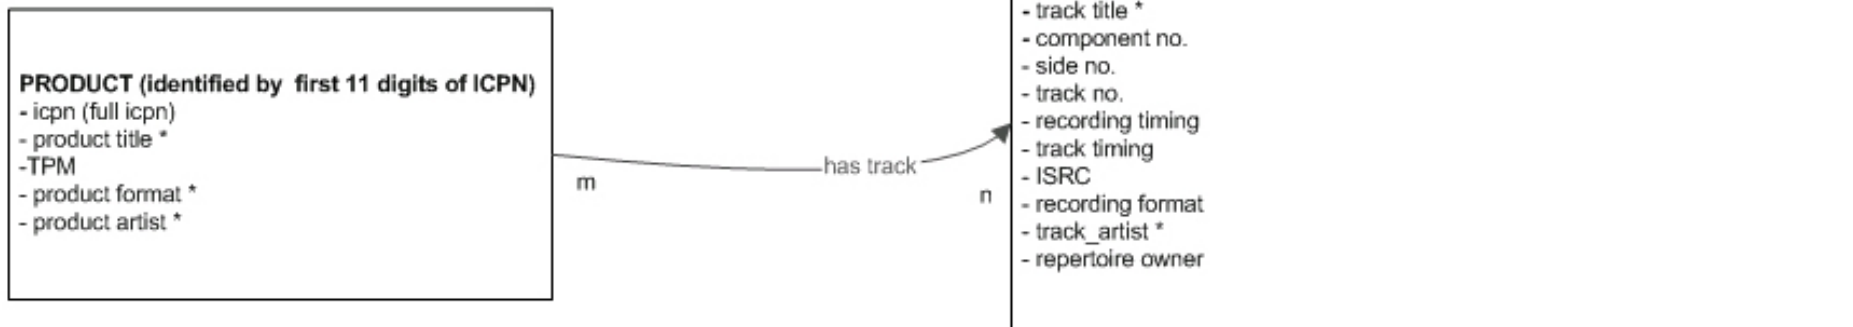 PRODUCT (identified by  first 11 digits of ICPN)
- icpn (full icpn)
- product title *
-TPM
- product format *
- product artist *
m
has track
n
- track title *
- component no.
- side no.
- track no.
- recording timing
- track timing
- ISRC
- recording format
- track_artist *
- repertoire owner